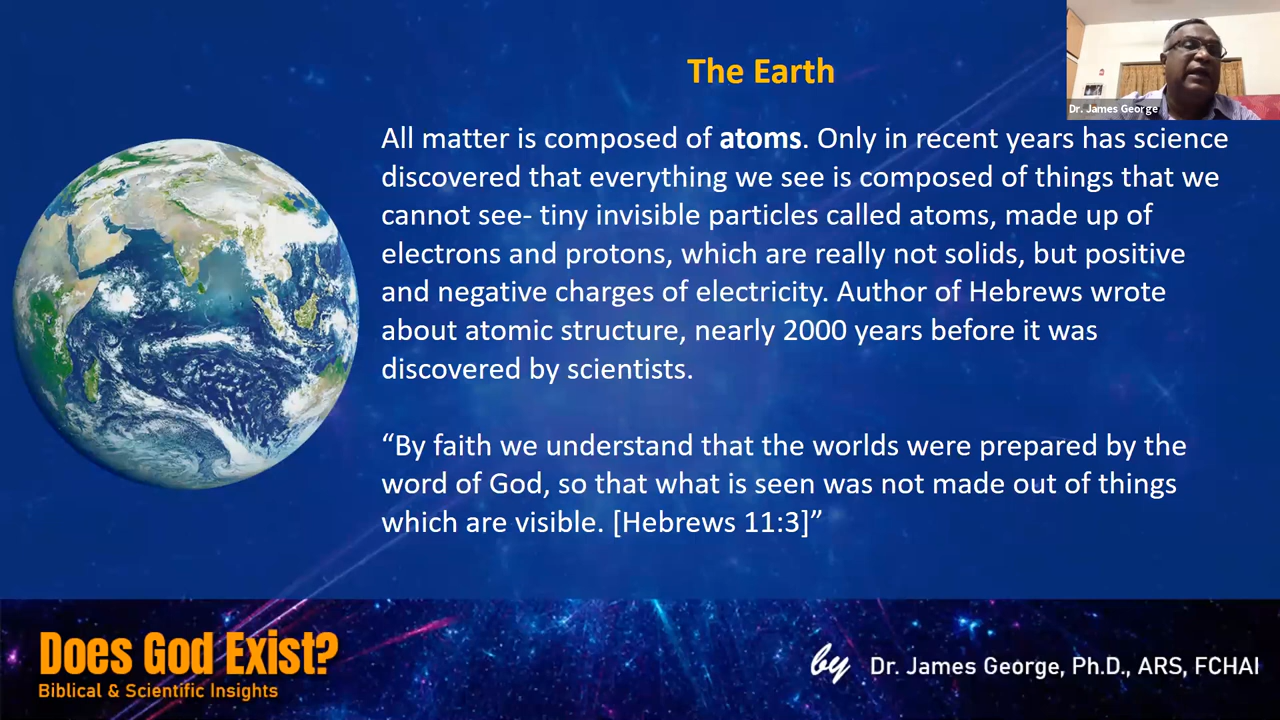 The Earth
Dr. James George
All matter is composed of atoms. Only in recent years has science
discovered that everything we see is composed of things that we
cannot see- tiny invisible particles called atoms, made up of
electrons and protons, which are really not solids, but positive
and negative charges of electricity. Author of Hebrews wrote
about atomic structure, nearly 2000 years before it was
discovered by scientists.
“By faith we understand that the worlds were prepared by the
word of God, so that what is seen was not made out of things
which are visible. [Hebrews 11:3]”
Does God Exist?
Biblical & Scientific Insights
by Dr. James George, Ph.D., ARS, FCHAI